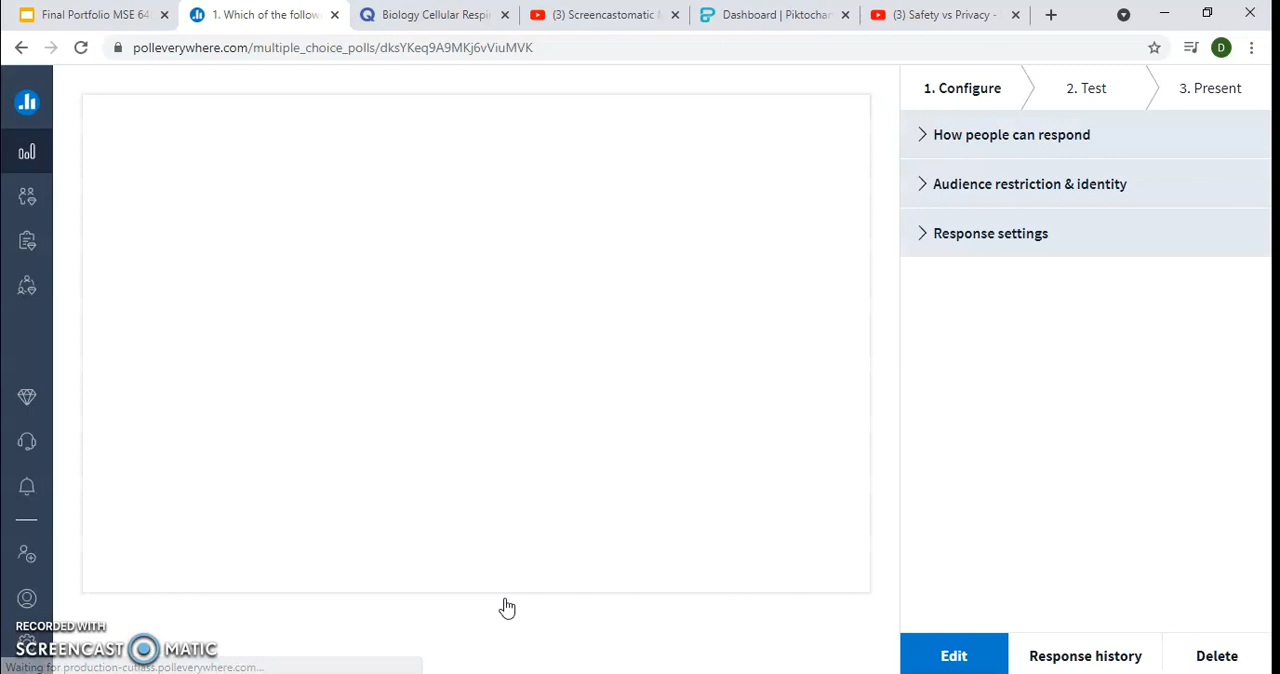 Final Portfolio MSE 64
1. Which of the follow
Biology Cellular Respi
(3) Screencastomatic
Dashboard | Piktochar
(3) Safety vs Privacy -
polleverywhere.com/multiple_choice_polls/dksYKeq9A9MKj6vViuMVK
D
1. Configure
2. Test
3. Present
How people can respond
Audience restriction & identity
Response settings
RECORDED WITH
SCREENCAST MATIC
Waiting for production-cutlass.polleverywhere.com...
Edit
Response history
Delete